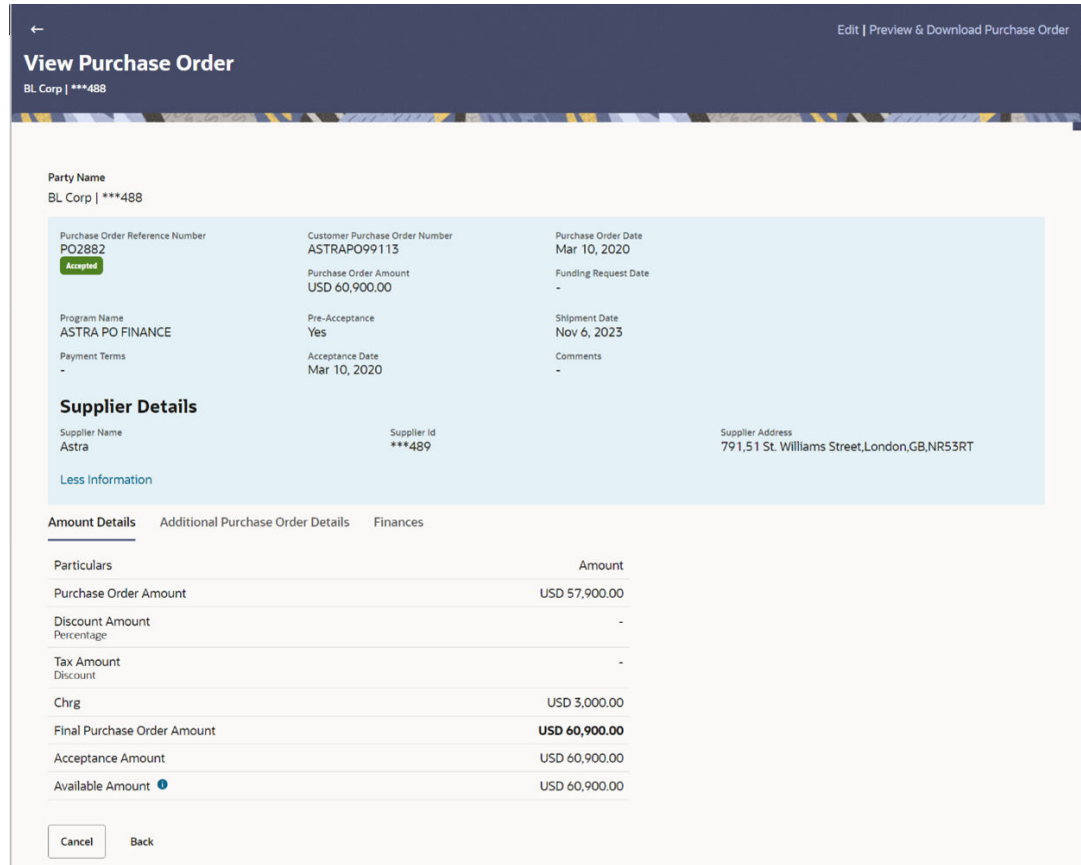 ←
Edit | Preview & Download Purchase Order
View Purchase Order
BL Corp | ***488
Party Name
BL Corp | ***488
Purchase Order Reference Number
PO2882
Accepted
Customer Purchase Order Number
ASTRAPO99113
Purchase Order Date
Mar 10, 2020
Purchase Order Amount
USD 60,900.00
Funding Request Date
-
Program Name
ASTRA PO FINANCE
Pre-Acceptance
Yes
Shipment Date
Nov 6, 2023
Payment Terms
-
Acceptance Date
Mar 10, 2020
Comments
-
Supplier Details
Supplier Name
Astra
Supplier Id
***489
Supplier Address
791,51 St. Williams Street,London,GB,NR53RT
Less Information
Amount Details Additional Purchase Order Details Finances
Particulars Amount
Purchase Order Amount USD 57,900.00
Discount Amount -
Percentage
Tax Amount -
Discount
Chrg USD 3,000.00
Final Purchase Order Amount USD 60,900.00
Acceptance Amount USD 60,900.00
Available Amount USD 60,900.00
Cancel Back